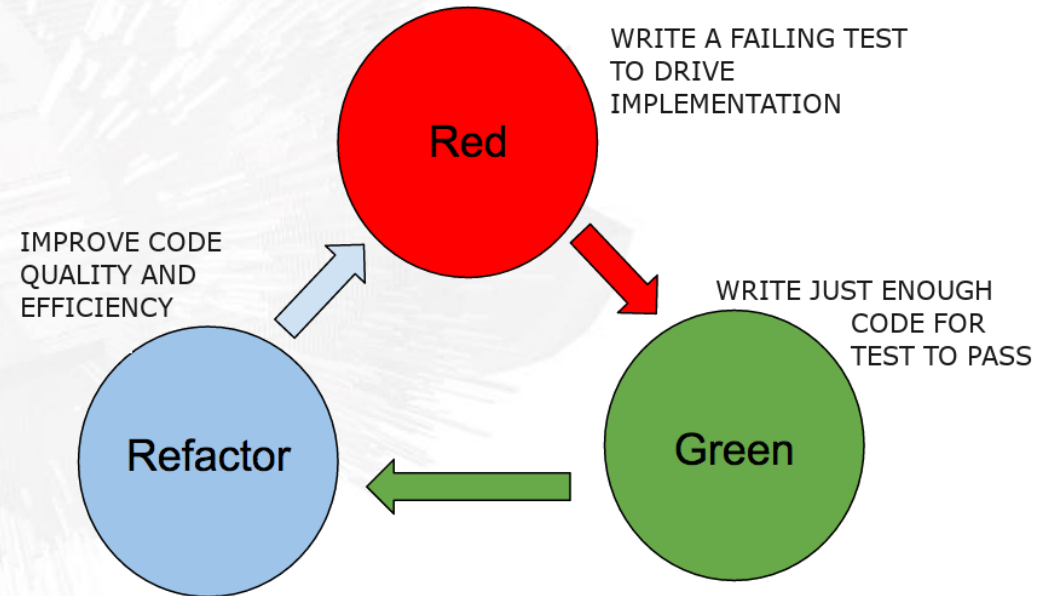 WRITE A FAILING TEST
TO DRIVE
IMPLEMENTATION
Red
IMPROVE CODE
QUALITY AND
EFFICIENCY
WRITE JUST ENOUGH
CODE FOR
TEST TO PASS
Refactor
Green